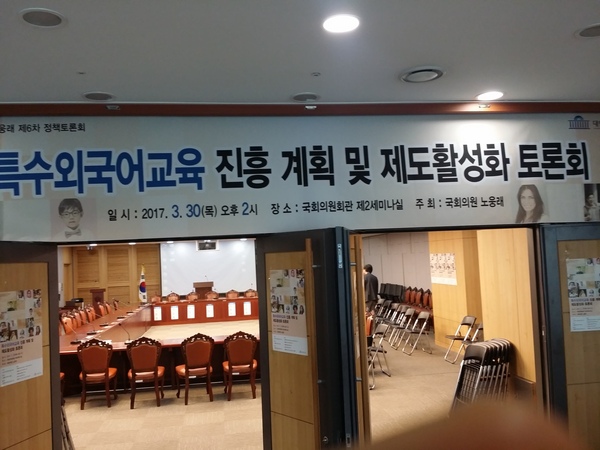 제6차 정책토론회
특수외국어교육 진흥 계획 및 제도활성화 토론회
일 시 : 2017. 3. 30(목) 오후 2시 장 소 : 국회의원회관 제2세미나실 주 최 : 국회의원 노웅래